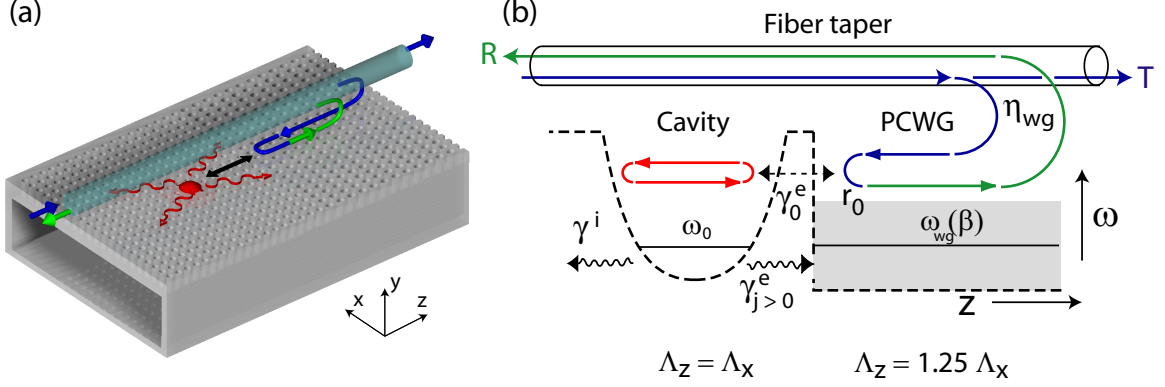 (a)
x
y
z
(b)
Fiber taper
R
T
Cavity
PCWG
η_wg
γ_0^e
r_0
γ^i
ω_0
ω_wg(β)
ω
γ_{j>0}^e
z
Λ_z = Λ_x
Λ_z = 1.25 Λ_x